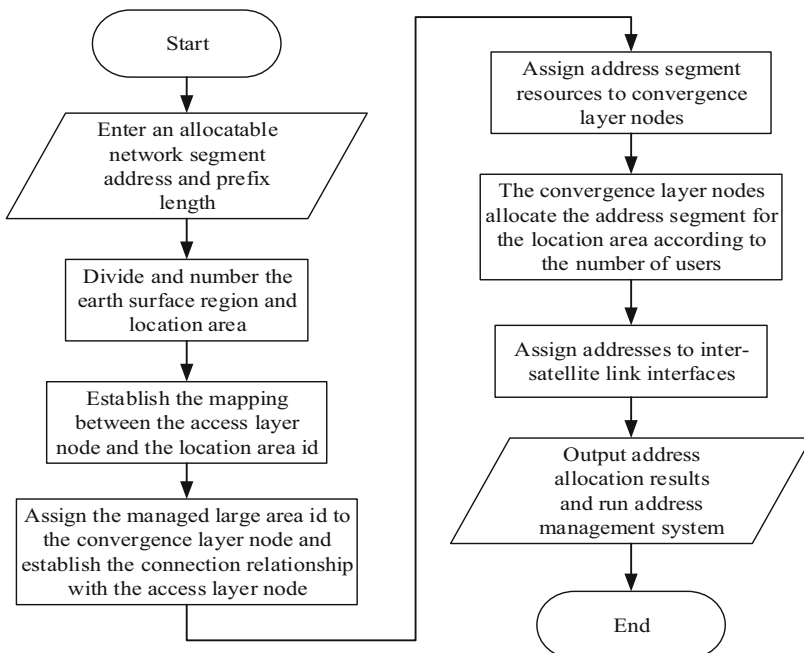 Start
Enter an allocatable
network segment
address and prefix
length
Divide and number the
earth surface region and
location area
Establish the mapping
between the access layer
node and the location area id
Assign the managed large area id to
the convergence layer node and
establish the connection relationship
with the access layer node
Assign address segment
resources to convergence
layer nodes
The convergence layer nodes
allocate the address segment for
the location area according to
the number of users
Assign addresses to inter-
satellite link interfaces
Output address
allocation results
and run address
management system
End